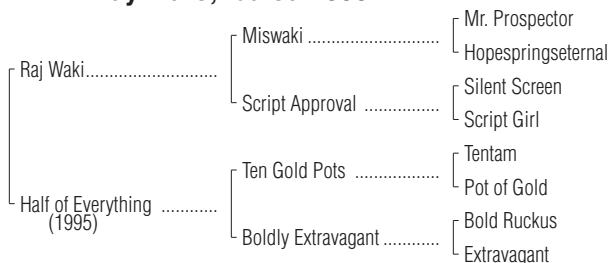 Mr. Prospector
Miswaki ..............................
Hopespringseternal
Raj Waki..............................
Silent Screen
Script Approval .................
Script Girl
Tentam
Ten Gold Pots ...................
Pot of Gold
Half of Everything ............
(1995)
Bold Ruckus
Boldly Extravagant ............
Extravagant